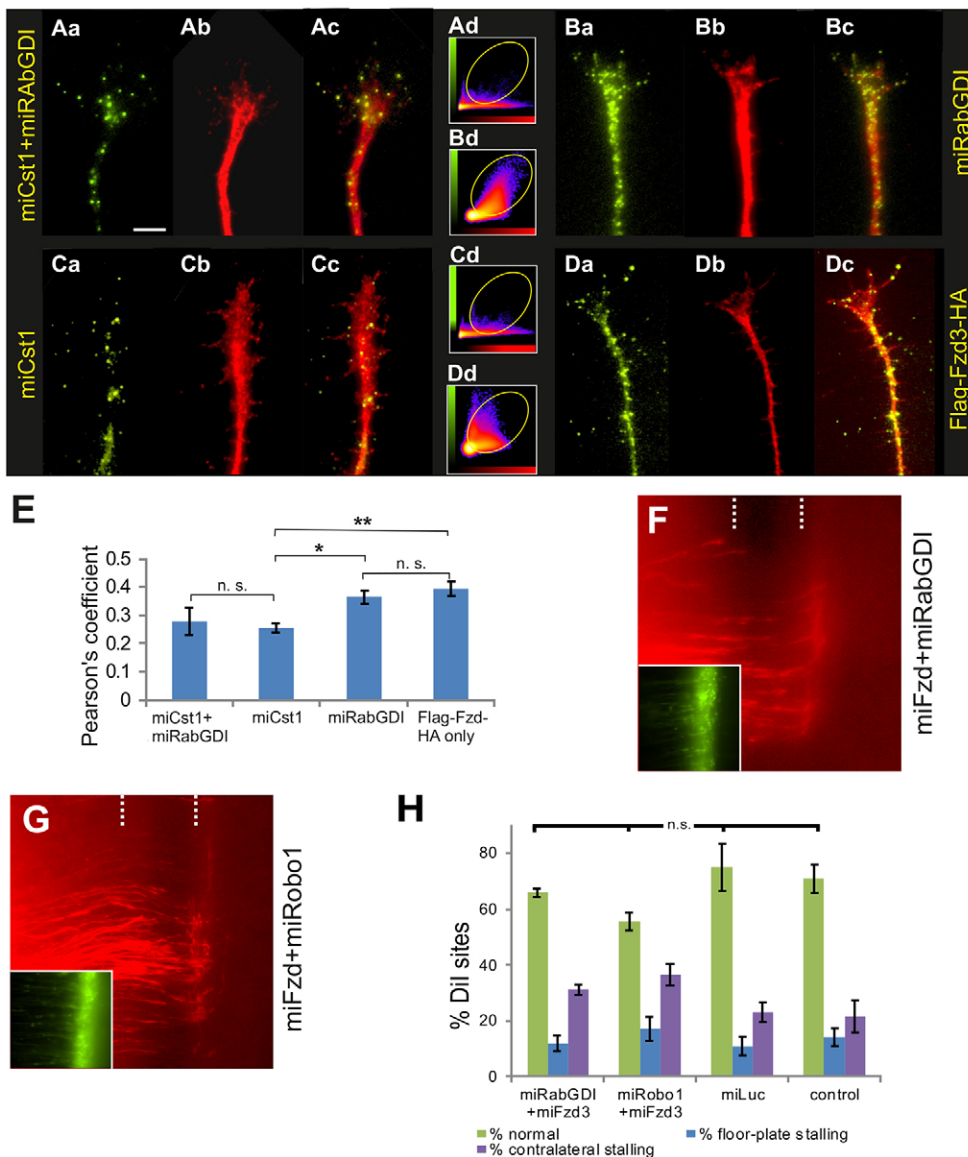 miCst1+miRAbGDI
Aa
Ab
Ac
Ad
Bd
Ba
Bb
Bc
miRabGDI
miCst1
Ca
Cb
Cc
Cd
Dd
Da
Db
Dc
Flag-Fzd3-HA
E
Pearson's coefficient
0.5
0.4
0.3
0.2
0.1
0
n. s.
*
**
n. s.
miCst1+
miRabGDI
miCst1
miRabGDI
Flag-Fzd-
HA only
F
miFzd+miRabGDI
G
miFzd+miRobo1
H
% DiI sites
80
60
40
20
0
n.s.
miRabGDI
+miFzd3
miRobo1
+miFzd3
miLuc
control
% normal
% floor-plate stalling
% contralateral stalling